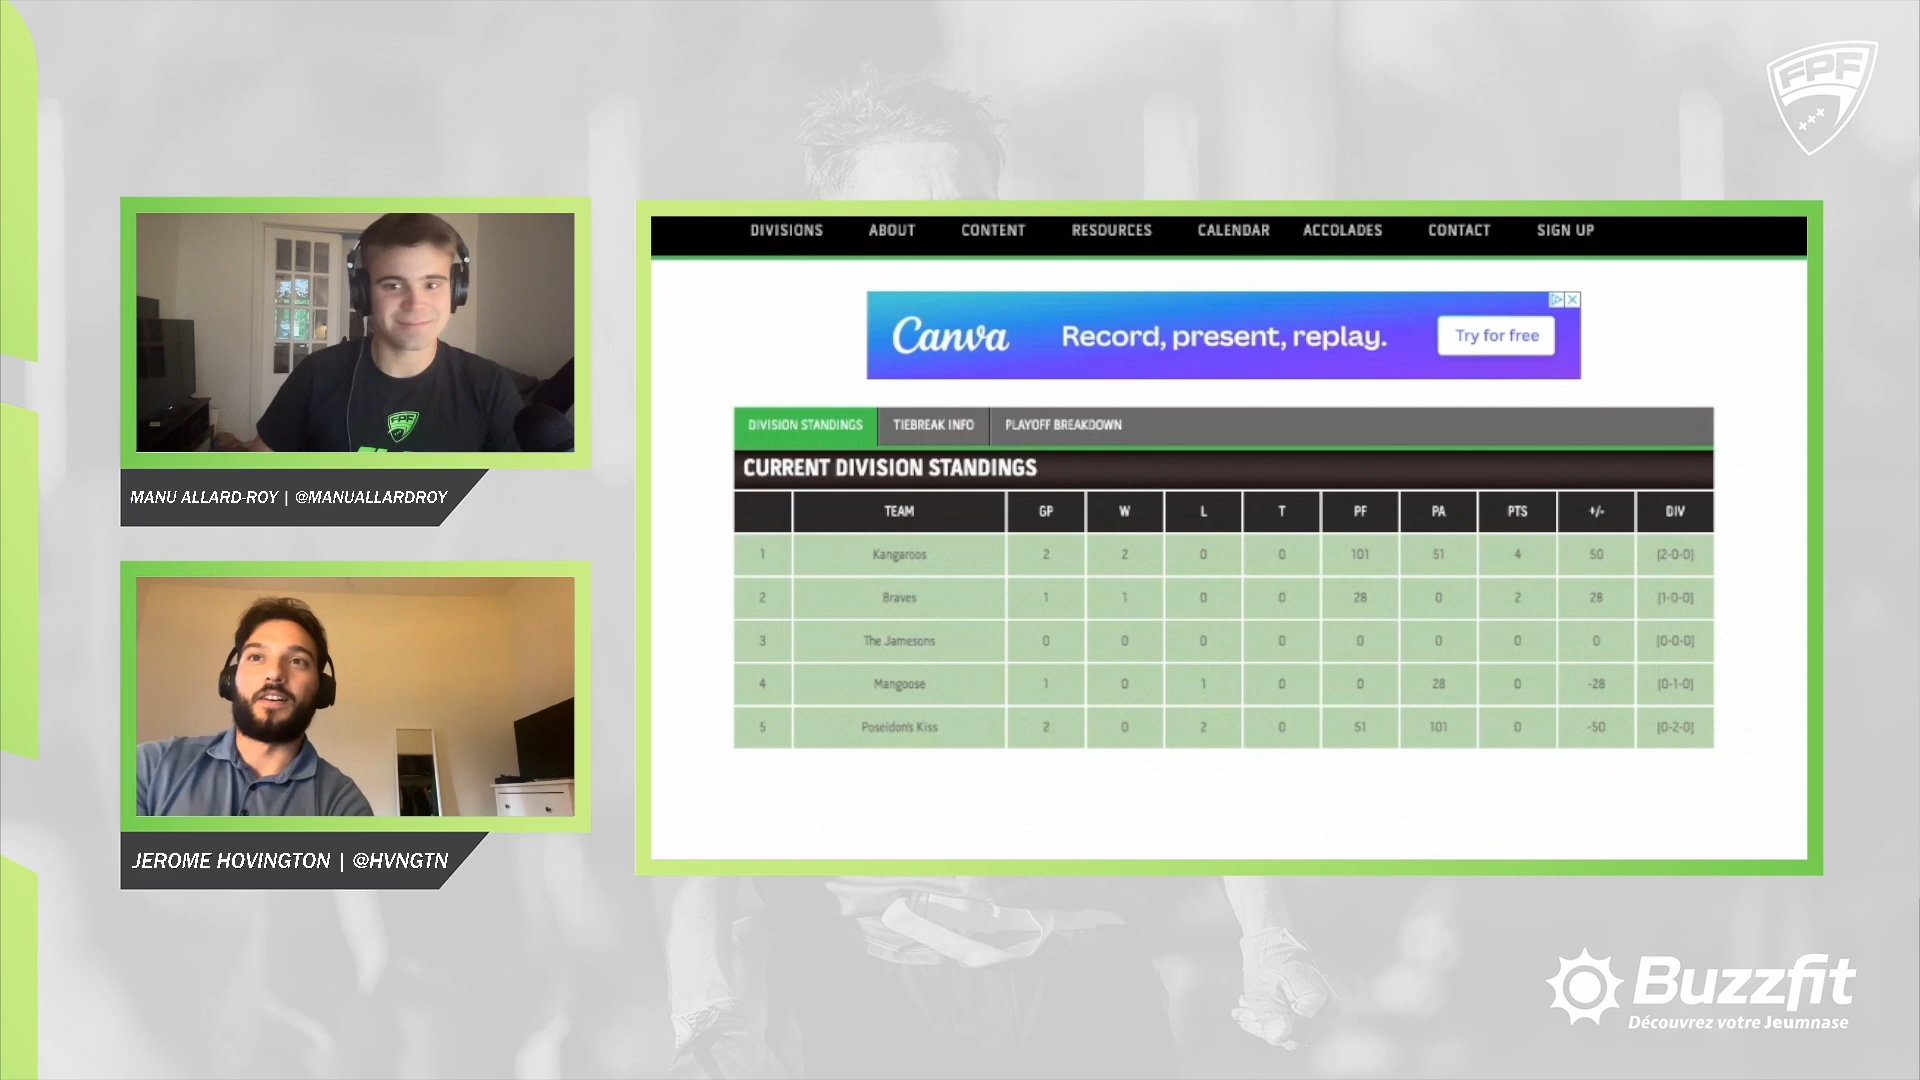 FPF
FPF
MANU ALLARD-ROY | @MANUALLARDROY
JEROME HOVINGTON | @HVNGTN
DIVISIONS ABOUT CONTENT RESOURCES CALENDAR ACCOLADES CONTACT SIGN UP
Canva Record, present, replay. Try for free
DIVISION STANDINGS TIEBREAK INFO PLAYOFF BREAKDOWN
CURRENT DIVISION STANDINGS
TEAM GP W L T PF PA PTS +/- DIV
1 Kangaroos 2 2 0 0 101 51 4 50 [2-0-0]
2 Braves 1 1 0 0 28 0 2 28 [1-0-0]
3 The Jamesons 0 0 0 0 0 0 0 0 [0-0-0]
4 Mangoose 1 0 1 0 0 28 0 -28 [0-1-0]
5 Poseidon's Kiss 2 0 2 0 51 101 0 -50 [0-2-0]
Buzzfit
Découvrez votre Jeumnase